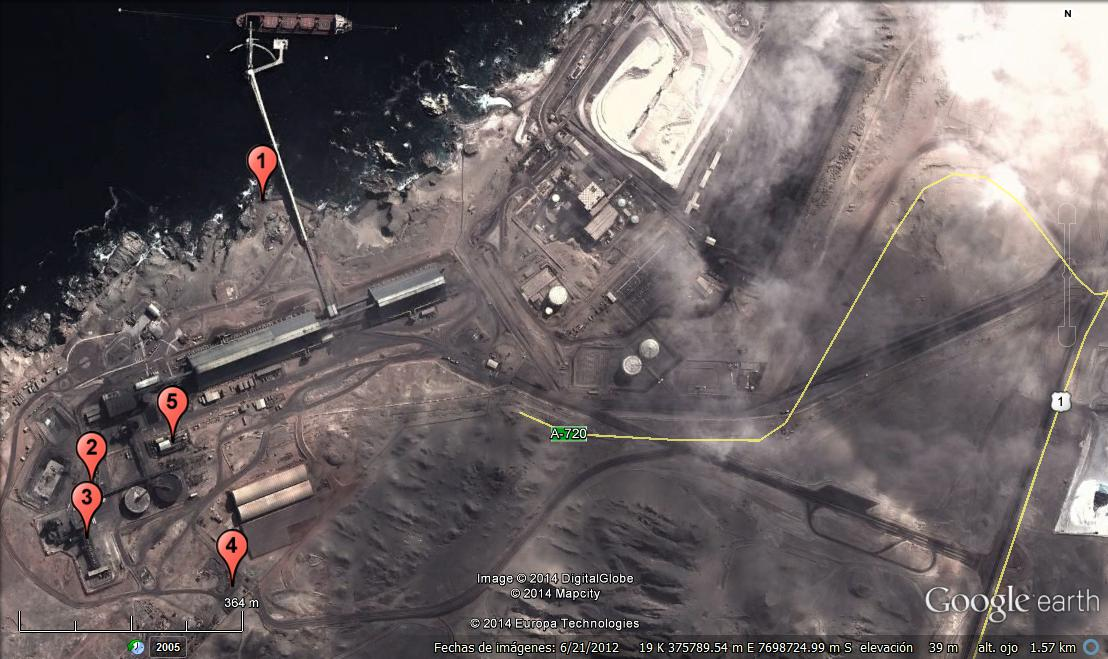 N
1
5
2
3
4
A-720
1
364 m
Image © 2014 DigitalGlobe
© 2014 Mapcity
© 2014 Europa Technologies
Google earth
2005
Fechas de imágenes: 6/21/2012 19 K 375789.54 m E 7698724.99 m S elevación 39 m alt. ojo 1.57 km